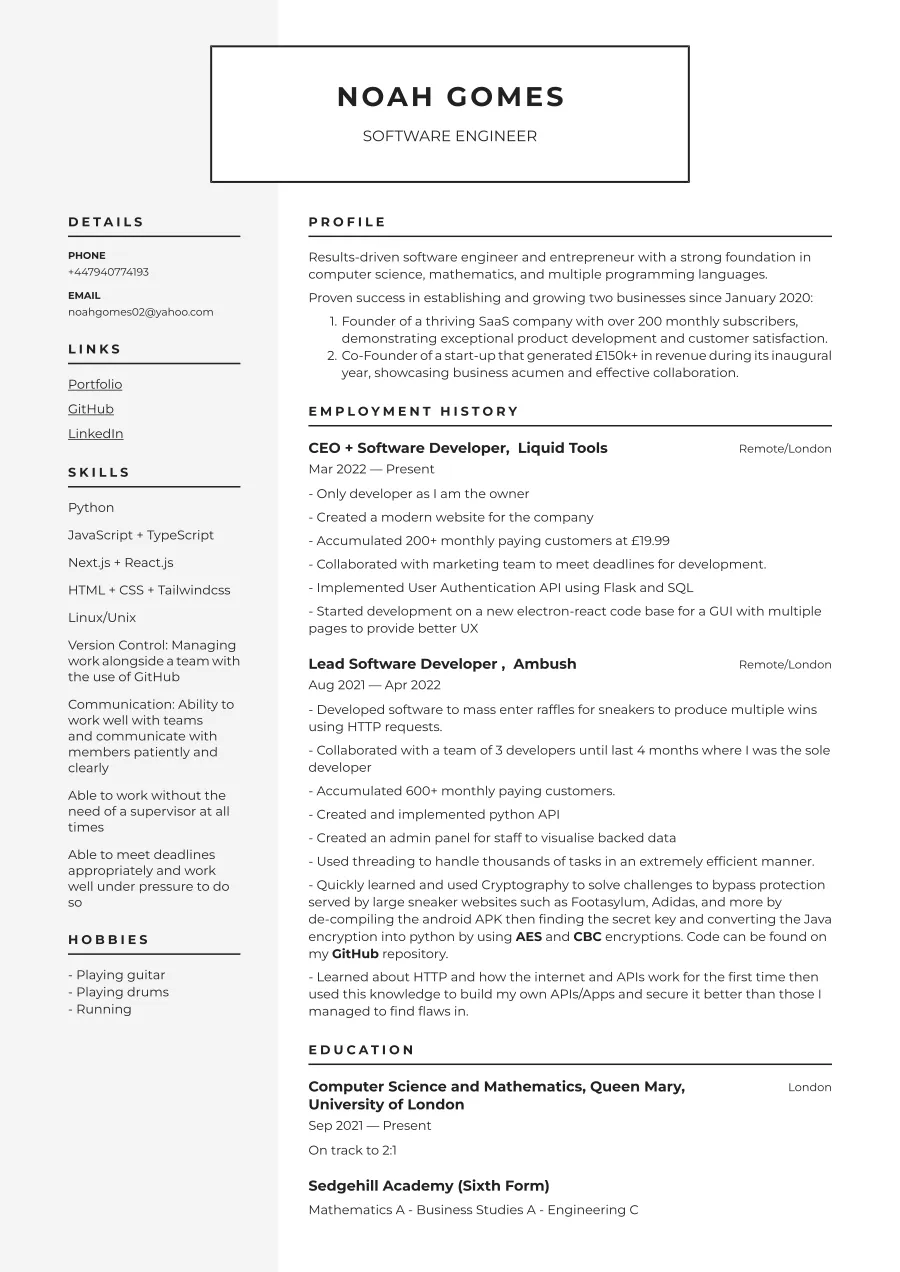 NOAH GOMES
SOFTWARE ENGINEER
DETAILS
PHONE
+447940774193
EMAIL
noahgomes02@yahoo.com
LINKS
Portfolio
GitHub
LinkedIn
SKILLS
Python
JavaScript + TypeScript
Next.js + React.js
HTML + CSS + Tailwindcss
Linux/Unix
Version Control: Managing
work alongside a team with
the use of GitHub
Communication: Ability to
work well with teams
and communicate with
members patiently and
clearly
Able to work without the
need of a supervisor at all
times
Able to meet deadlines
appropriately and work
well under pressure to do
so
HOBBIES
- Playing guitar
- Playing drums
- Running
PROFILE
Results-driven software engineer and entrepreneur with a strong foundation in
computer science, mathematics, and multiple programming languages.
Proven success in establishing and growing two businesses since January 2020:
1. Founder of a thriving SaaS company with over 200 monthly subscribers,
demonstrating exceptional product development and customer satisfaction.
2. Co-Founder of a start-up that generated £150k+ in revenue during its inaugural
year, showcasing business acumen and effective collaboration.
EMPLOYMENT HISTORY
CEO + Software Developer, Liquid Tools Remote/London
Mar 2022 — Present
- Only developer as I am the owner
- Created a modern website for the company
- Accumulated 200+ monthly paying customers at £19.99
- Collaborated with marketing team to meet deadlines for development.
- Implemented User Authentication API using Flask and SQL
- Started development on a new electron-react code base for a GUI with multiple
pages to provide better UX
Lead Software Developer , Ambush Remote/London
Aug 2021 — Apr 2022
- Developed software to mass enter raffles for sneakers to produce multiple wins
using HTTP requests.
- Collaborated with a team of 3 developers until last 4 months where I was the sole
developer
- Accumulated 600+ monthly paying customers.
- Created and implemented python API
- Created an admin panel for staff to visualise backed data
- Used threading to handle thousands of tasks in an extremely efficient manner.
- Quickly learned and used Cryptography to solve challenges to bypass protection
served by large sneaker websites such as Footasylum, Adidas, and more by
de-compiling the android APK then finding the secret key and converting the Java
encryption into python by using AES and CBC encryptions. Code can be found on
my GitHub repository.
- Learned about HTTP and how the internet and APIs work for the first time then
used this knowledge to build my own APIs/Apps and secure it better than those I
managed to find flaws in.
EDUCATION
Computer Science and Mathematics, Queen Mary, London
University of London
Sep 2021 — Present
On track to 2:1
Sedgehill Academy (Sixth Form)
Mathematics A - Business Studies A - Engineering C